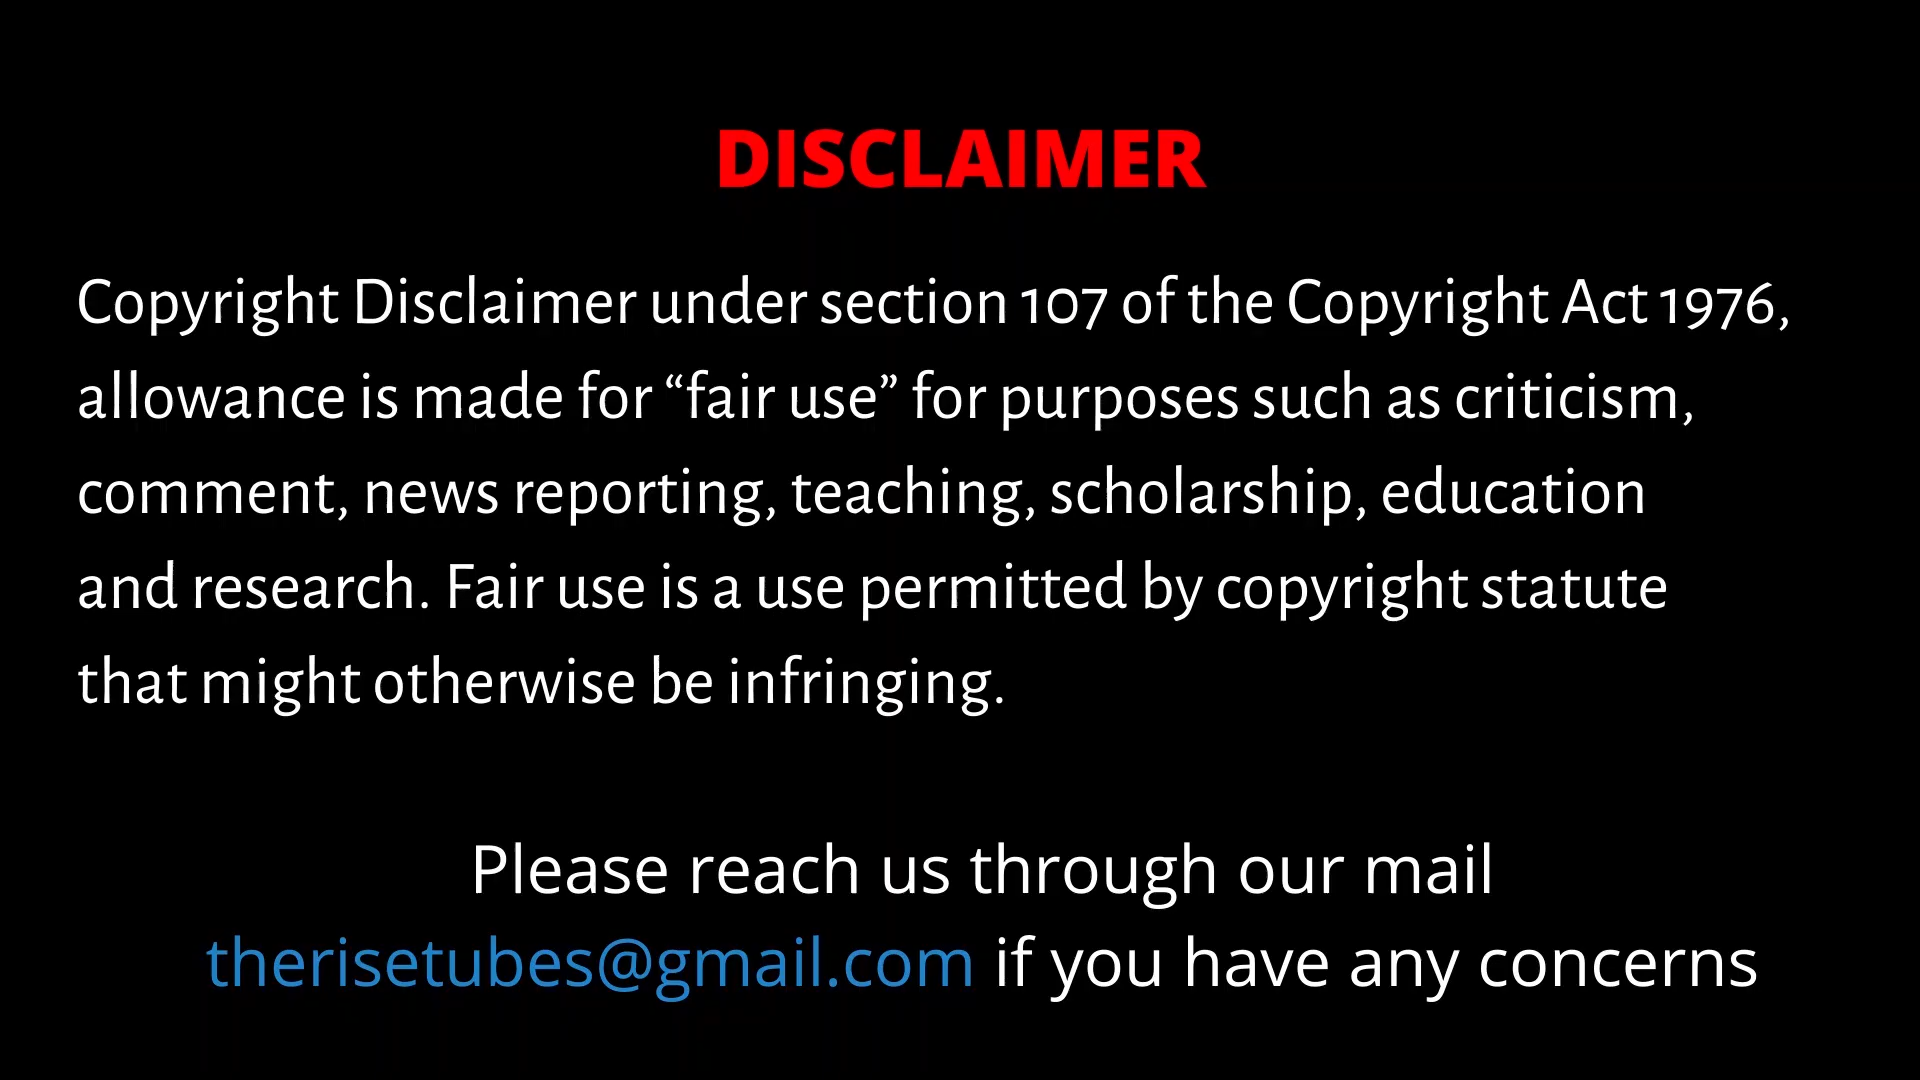 DISCLAIMER
Copyright Disclaimer under section 107 of the Copyright Act 1976,
allowance is made for “fair use” for purposes such as criticism,
comment, news reporting, teaching, scholarship, education
and research. Fair use is a use permitted by copyright statute
that might otherwise be infringing.
Please reach us through our mail
therisetubes@gmail.com if you have any concerns